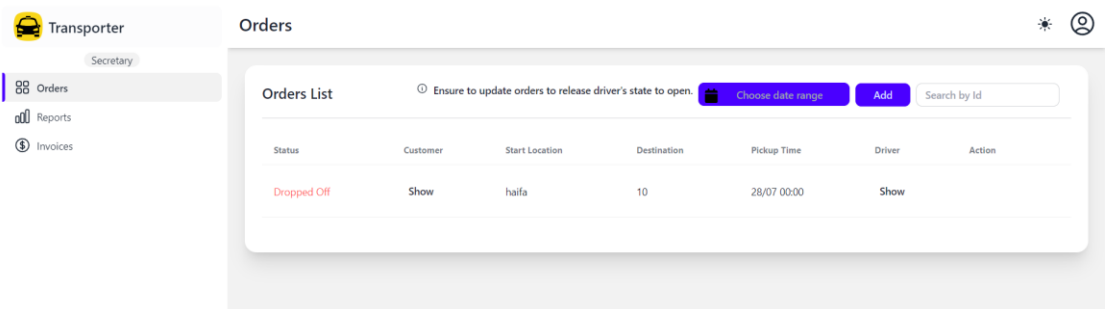 Transporter
Secretary
Orders
Reports
Invoices
Orders
Orders List
Ensure to update orders to release driver's state to open.
Choose date range
Add
Search by Id
Status Customer Start Location Destination Pickup Time Driver Action
Dropped Off Show haifa 10 28/07 00:00 Show